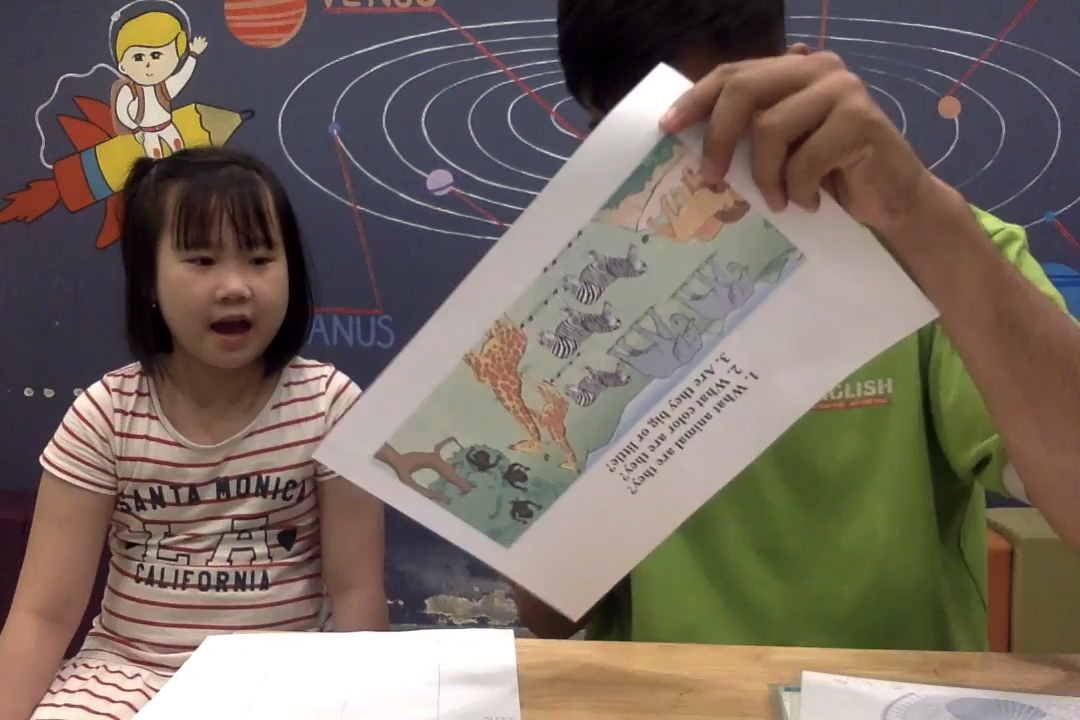 VENUS
ANUS
SANTA MONICA
LA
CALIFORNIA
ENGLISH
1. What animal are they?
2. What color are they?
3. Are they big or little?